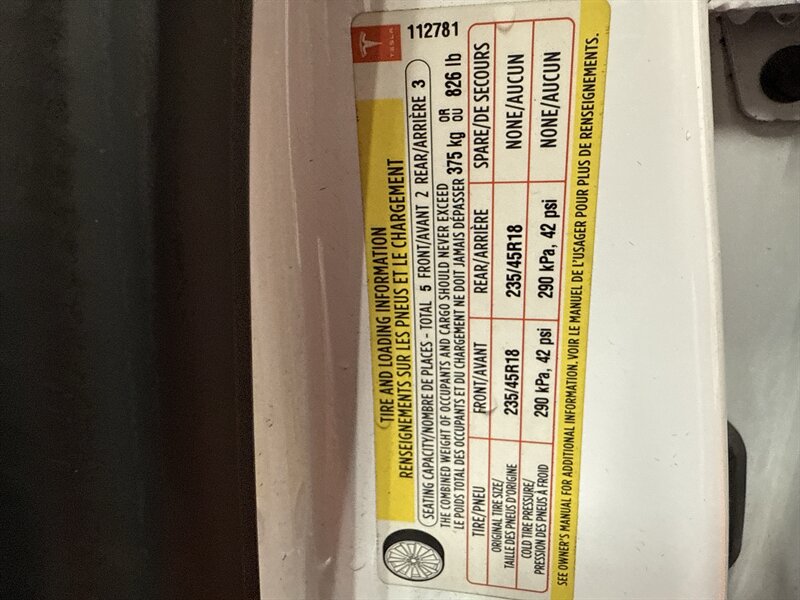 TESLA
112781
TIRE AND LOADING INFORMATION
RENSEIGNEMENTS SUR LES PNEUS ET LE CHARGEMENT
SEATING CAPACITY/NOMBRE DE PLACES - TOTAL 5 FRONT/AVANT 2 REAR/ARRIÈRE 3
THE COMBINED WEIGHT OF OCCUPANTS AND CARGO SHOULD NEVER EXCEED
LE POIDS TOTAL DES OCCUPANTS ET DU CHARGEMENT NE DOIT JAMAIS DÉPASSER 375 kg OR OU 826 lb
TIRE/PNEU FRONT/AVANT REAR/ARRIÈRE SPARE/DE SECOURS
ORIGINAL TIRE SIZE/
TAILLE DES PNEUS D'ORIGINE 235/45R18 235/45R18 NONE/AUCUN
COLD TIRE PRESSURE/
PRESSION DES PNEUS À FROID 290 kPa, 42 psi 290 kPa, 42 psi NONE/AUCUN
SEE OWNER'S MANUAL FOR ADDITIONAL INFORMATION. VOIR LE MANUEL DE L'USAGER POUR PLUS DE RENSEIGNEMENTS.